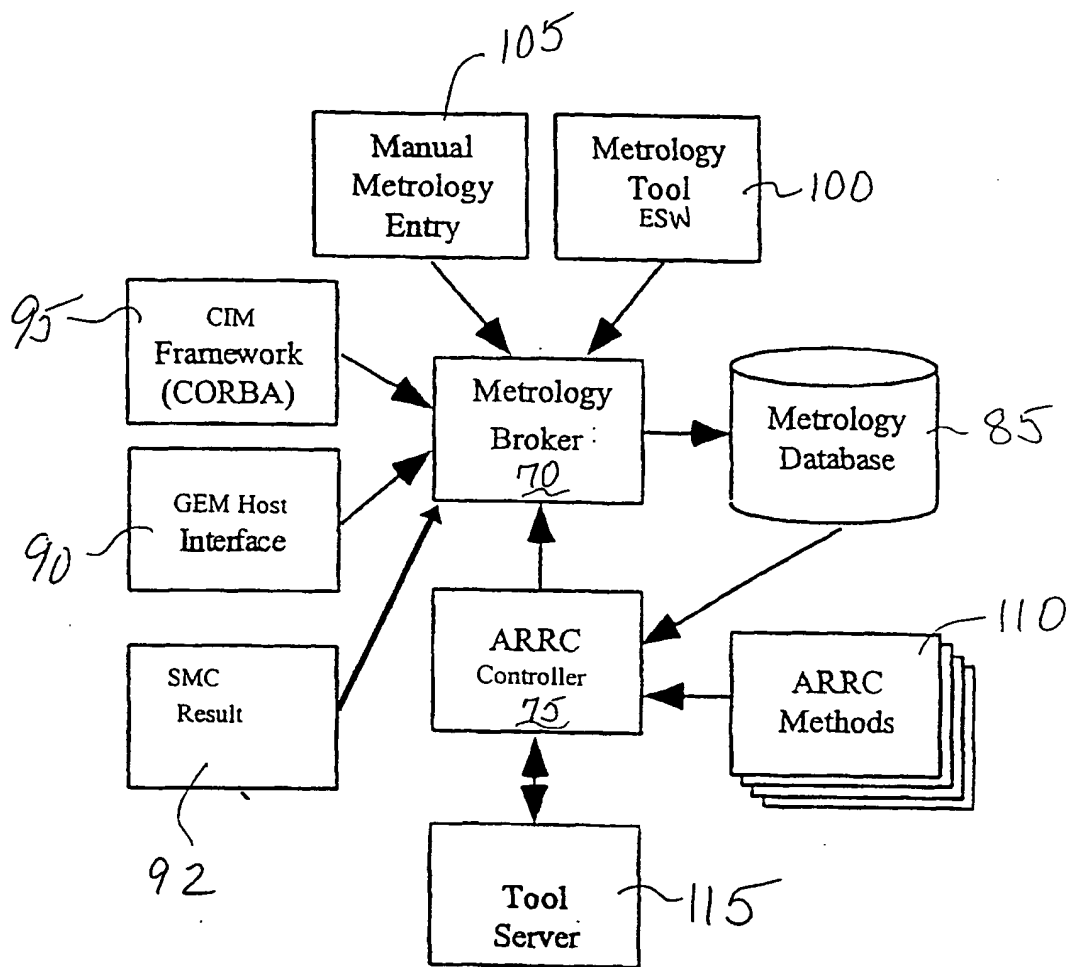 105
Manual
Metrology
Entry
Metrology
Tool
ESW
100
95
CIM
Framework
(CORBA)
Metrology
Broker
70
Metrology
Database
85
GEM Host
Interface
90
ARRC
Controller
75
110
ARRC
Methods
SMC
Result
92
Tool
Server
115